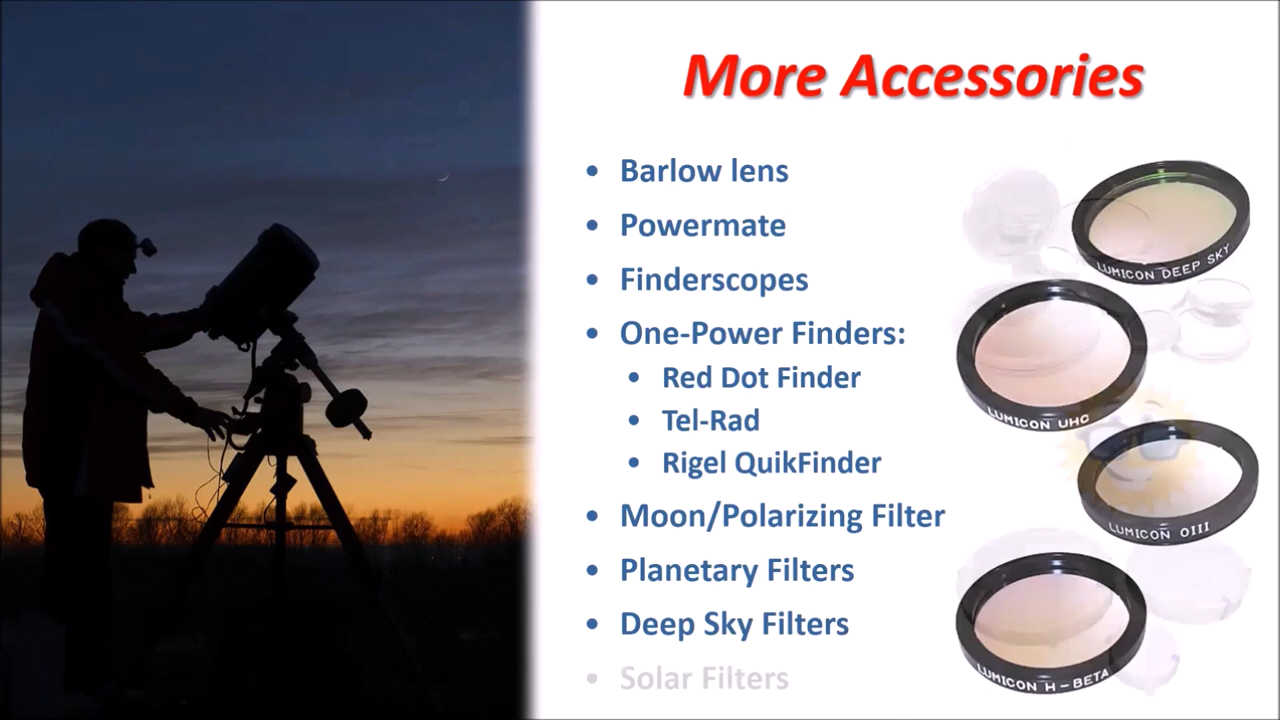 More Accessories
• Barlow lens
• Powermate
• Finderscopes
• One-Power Finders:
• Red Dot Finder
• Tel-Rad
• Rigel QuikFinder
• Moon/Polarizing Filter
• Planetary Filters
• Deep Sky Filters
• Solar Filters
LUMICON DEEP SKY
LUMICON UHC
LUMICON OIII
LUMICON H-BETA